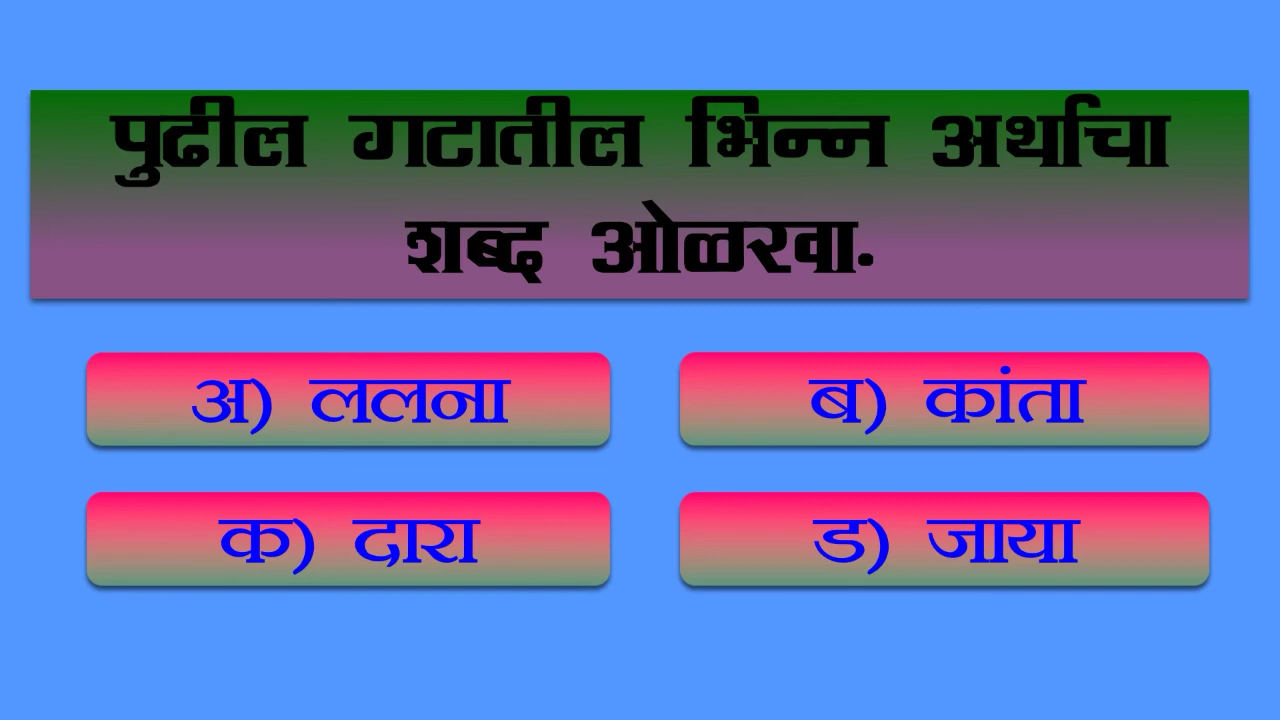 पुढील गटातील भिन्न अर्थाचा
शब्द ओळखा.
अ) ललना
ब) कांता
क) दारा
ड) जाया